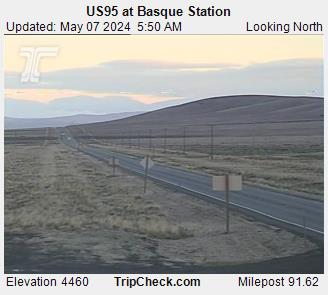 US95 at Basque Station
Updated: May 07 2024 5:50 AM Looking North
Elevation 4460 TripCheck.com Milepost 91.62